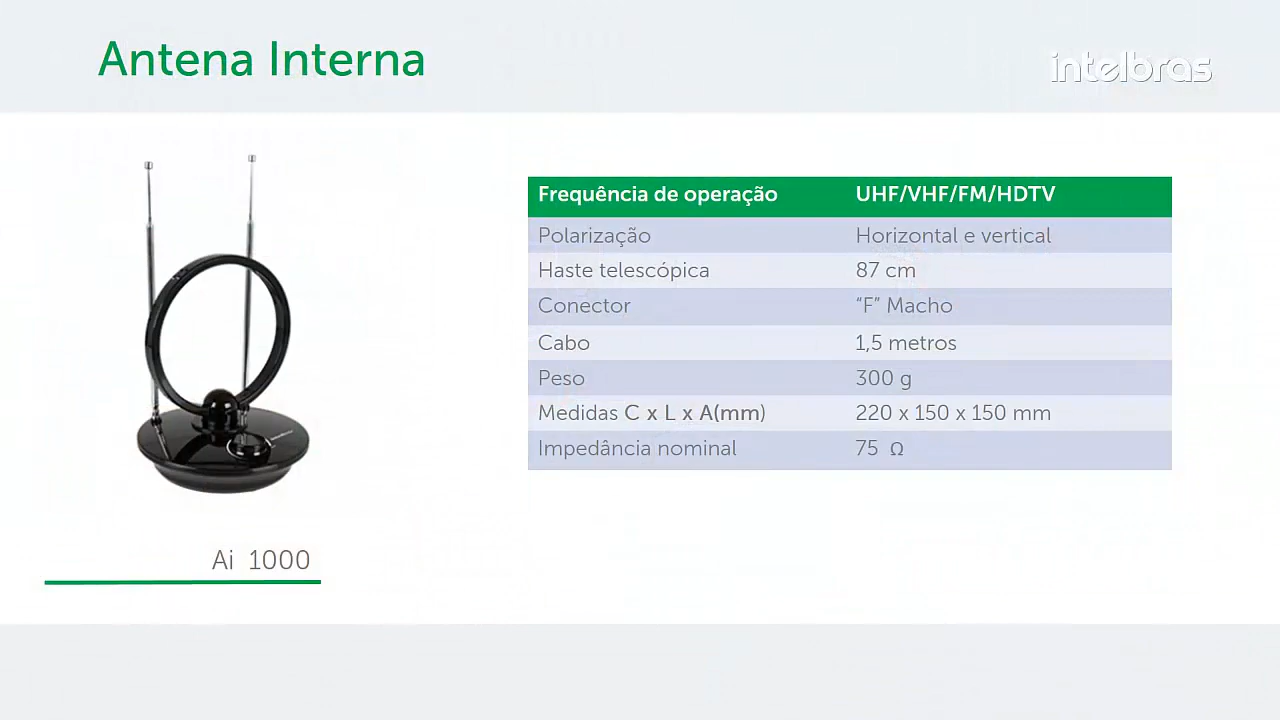 Antena Interna
intelbras
Frequência de operação UHF/VHF/FM/HDTV
Polarização Horizontal e vertical
Haste telescópica 87 cm
Conector “F” Macho
Cabo 1,5 metros
Peso 300 g
Medidas C x L x A(mm) 220 x 150 x 150 mm
Impedância nominal 75 Ω
Ai 1000